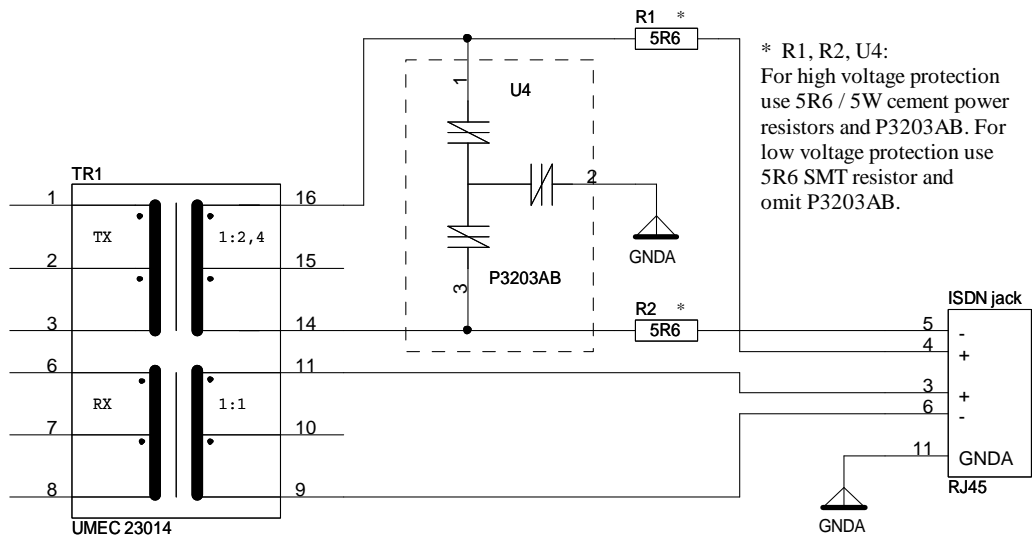 R1 *
5R6
* R1, R2, U4:
For high voltage protection
use 5R6 / 5W cement power
resistors and P3203AB. For
low voltage protection use
5R6 SMT resistor and
omit P3203AB.
U4
1
2
3
P3203AB
GNDA
TR1
1
2
3
6
7
8
TX
1:2,4
RX
1:1
16
15
14
11
10
9
UMEC 23014
R2 *
5R6
ISDN jack
5 -
4 +
3 +
6 -
11 GNDA
RJ45
GNDA